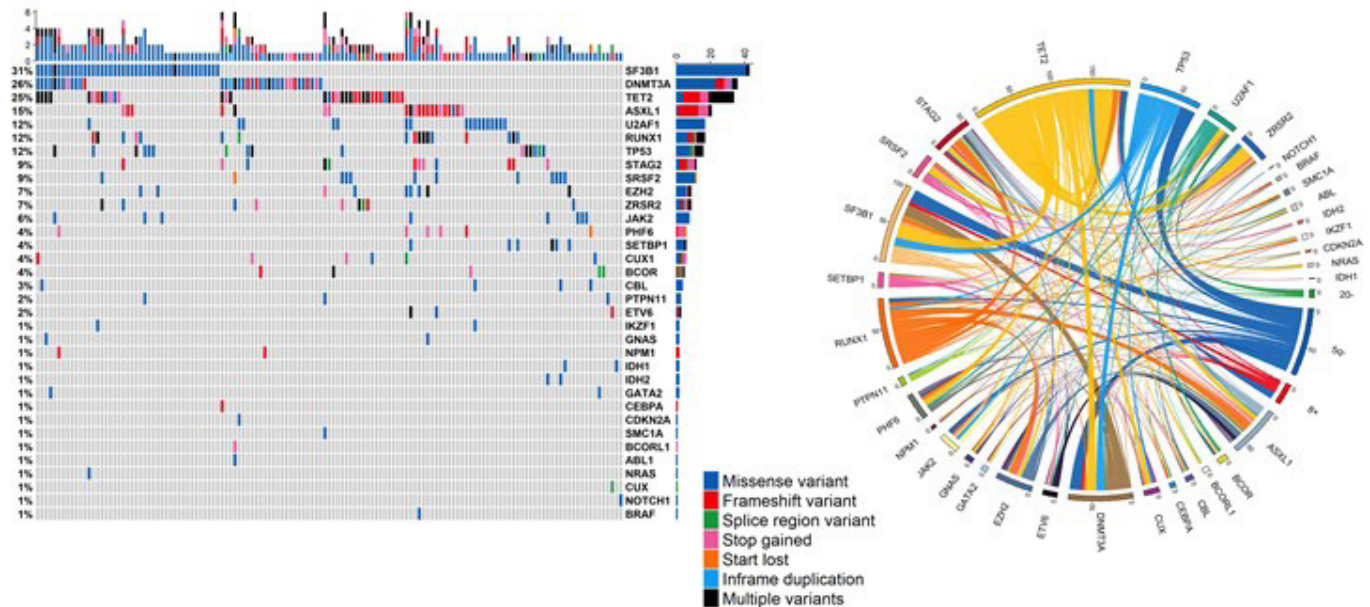 6
4
2
0
0 20 40
31% SF3B1
26% DNMT3A
25% TET2
15% ASXL1
12% U2AF1
12% RUNX1
12% TP53
9% STAG2
9% SRSF2
7% EZH2
7% ZRSR2
6% JAK2
4% PHF6
4% SETBP1
4% CUX1
4% BCOR
3% CBL
2% PTPN11
2% ETV6
1% IKZF1
1% GNAS
1% NPM1
1% IDH1
1% IDH2
1% GATA2
1% CEBPA
1% CDKN2A
1% SMC1A
1% BCORL1
1% ABL1
1% NRAS
1% CUX
1% NOTCH1
1% BRAF
Missense variant
Frameshift variant
Splice region variant
Stop gained
Start lost
Inframe duplication
Multiple variants
TET2
TP53
U2AF1
ZRSR2
NOTCH1
BRAF
SMC1A
ABL
IDH2
IKZF1
CDKN2A
NRAS
IDH1
20-
5q-
8+
ASXL1
BCOR
BCORL1
CBL
CEBPA
CUX
DNMT3A
ETV6
EZH2
GATA2
GNAS
JAK2
NPM1
PHF6
PTPN11
RUNX1
SETBP1
SF3B1
SRSF2
STAG2